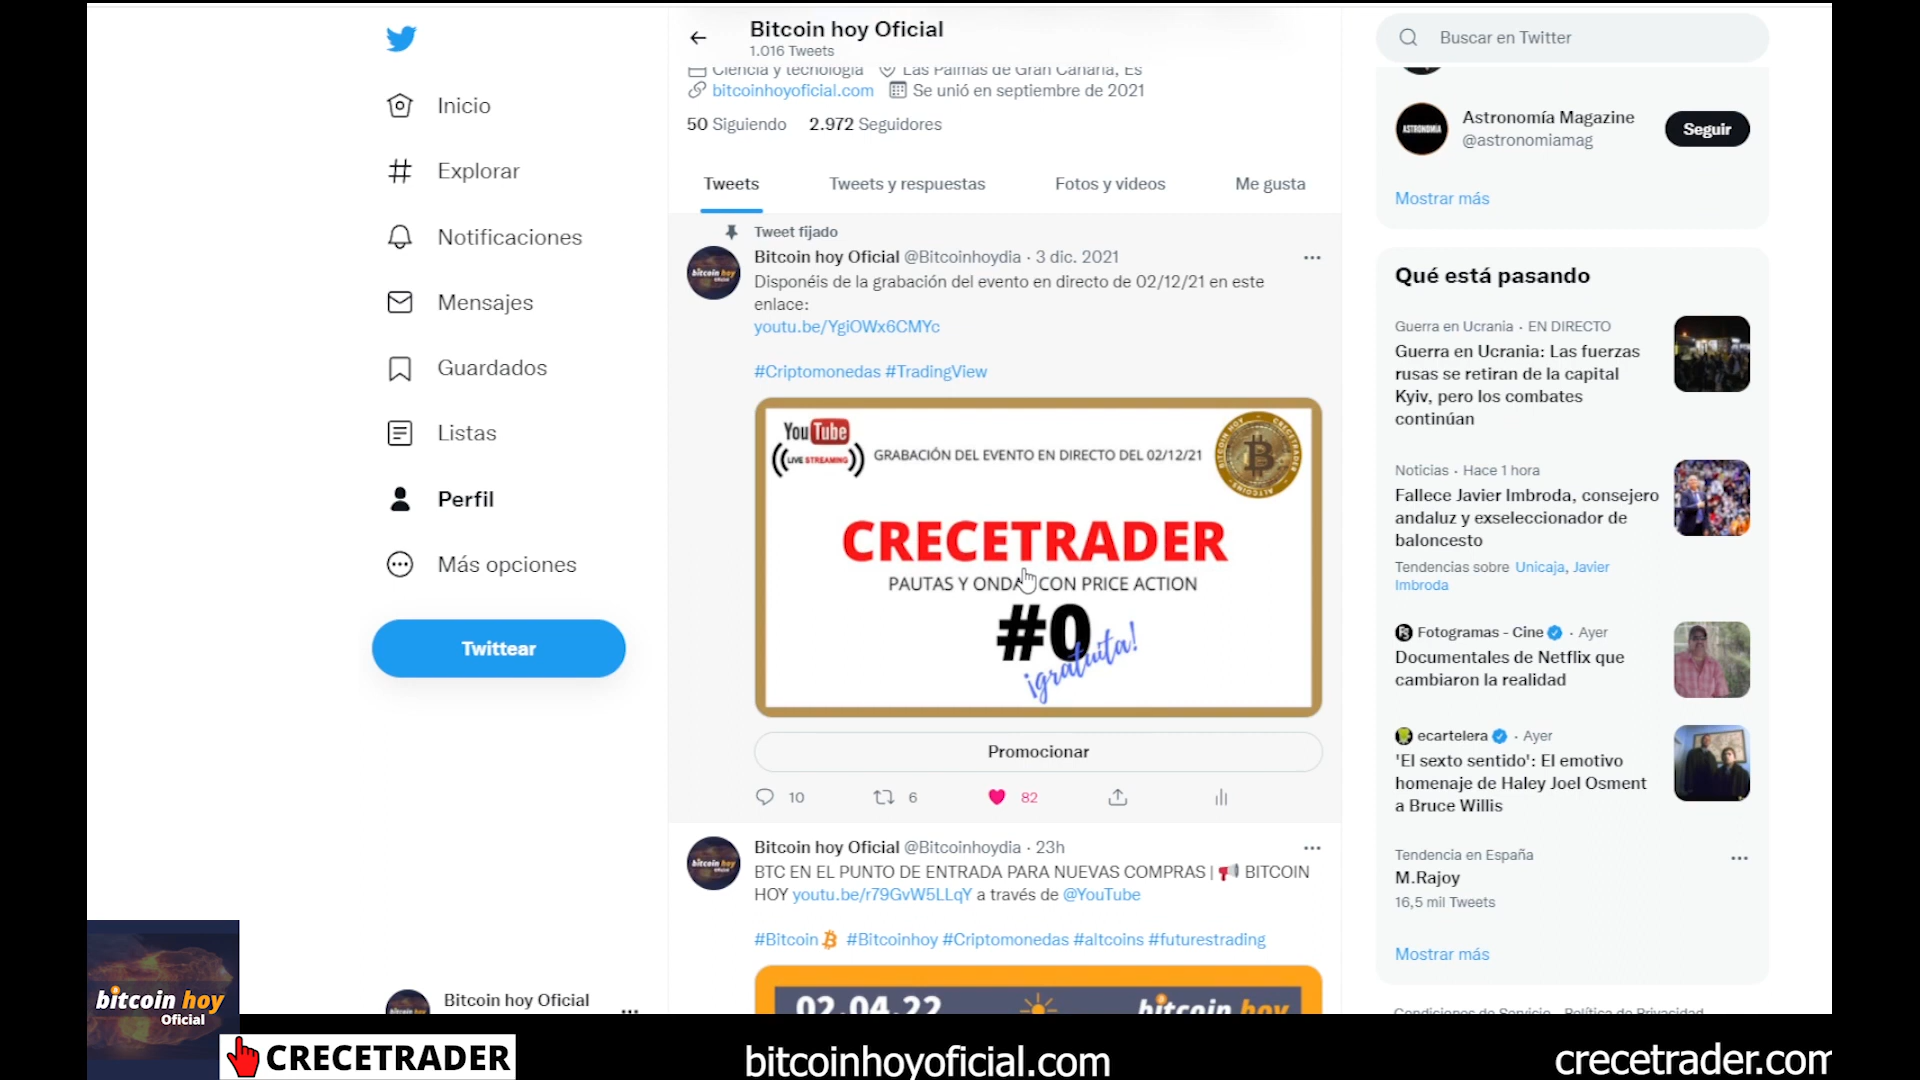 Bitcoin hoy Oficial
1.016 Tweets
Ciencia y tecnología Las Palmas de Gran Canaria, Es
bitcoinhoyoficial.com Se unió en septiembre de 2021
50 Siguiendo 2.972 Seguidores
Tweets Tweets y respuestas Fotos y videos Me gusta
Inicio
Explorar
Notificaciones
Mensajes
Guardados
Listas
Perfil
Más opciones
Twittear
Bitcoin hoy Oficial
Tweet fijado
Bitcoin hoy Oficial @Bitcoinhoydia · 3 dic. 2021
Disponéis de la grabación del evento en directo de 02/12/21 en este
enlace:
youtu.be/YgiOWx6CMYc
#Criptomonedas #TradingView
YouTube
LIVE STREAMING
GRABACIÓN DEL EVENTO EN DIRECTO DEL 02/12/21
BITCOIN HOY · CRECETRADER · ALTCOINS
CRECETRADER
PAUTAS Y ONDAS CON PRICE ACTION
#0
¡gratuita!
Promocionar
10 6 82
Bitcoin hoy Oficial @Bitcoinhoydia · 23h
BTC EN EL PUNTO DE ENTRADA PARA NUEVAS COMPRAS | 📢 BITCOIN
HOY youtu.be/r79GvW5LLqY a través de @YouTube
#Bitcoin #Bitcoinhoy #Criptomonedas #altcoins #futurestrading
02.04.22 bitcoin hoy
Buscar en Twitter
ASTRONOMÍA
Astronomía Magazine
@astronomiamag
Seguir
Mostrar más
Qué está pasando
Guerra en Ucrania · EN DIRECTO
Guerra en Ucrania: Las fuerzas
rusas se retiran de la capital
Kyiv, pero los combates
continúan
Noticias · Hace 1 hora
Fallece Javier Imbroda, consejero
andaluz y exseleccionador de
baloncesto
Tendencias sobre Unicaja, Javier
Imbroda
Fotogramas - Cine · Ayer
Documentales de Netflix que
cambiaron la realidad
ecartelera · Ayer
'El sexto sentido': El emotivo
homenaje de Haley Joel Osment
a Bruce Willis
Tendencia en España
M.Rajoy
16,5 mil Tweets
Mostrar más
Condiciones de Servicio Política de Privacidad
bitcoin hoy
Oficial
CRECETRADER
bitcoinhoyoficial.com
crecetrader.com